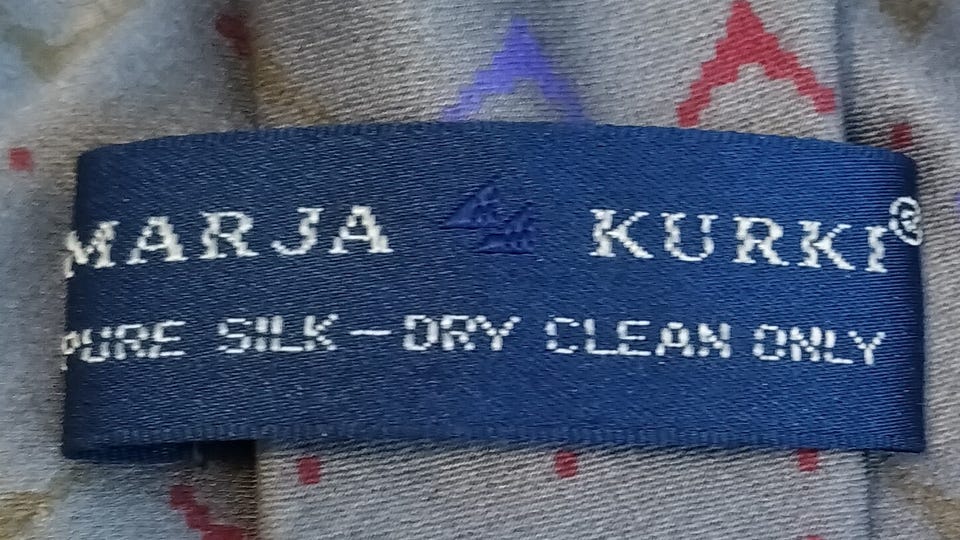 MARJA KURKI®
PURE SILK—DRY CLEAN ONLY